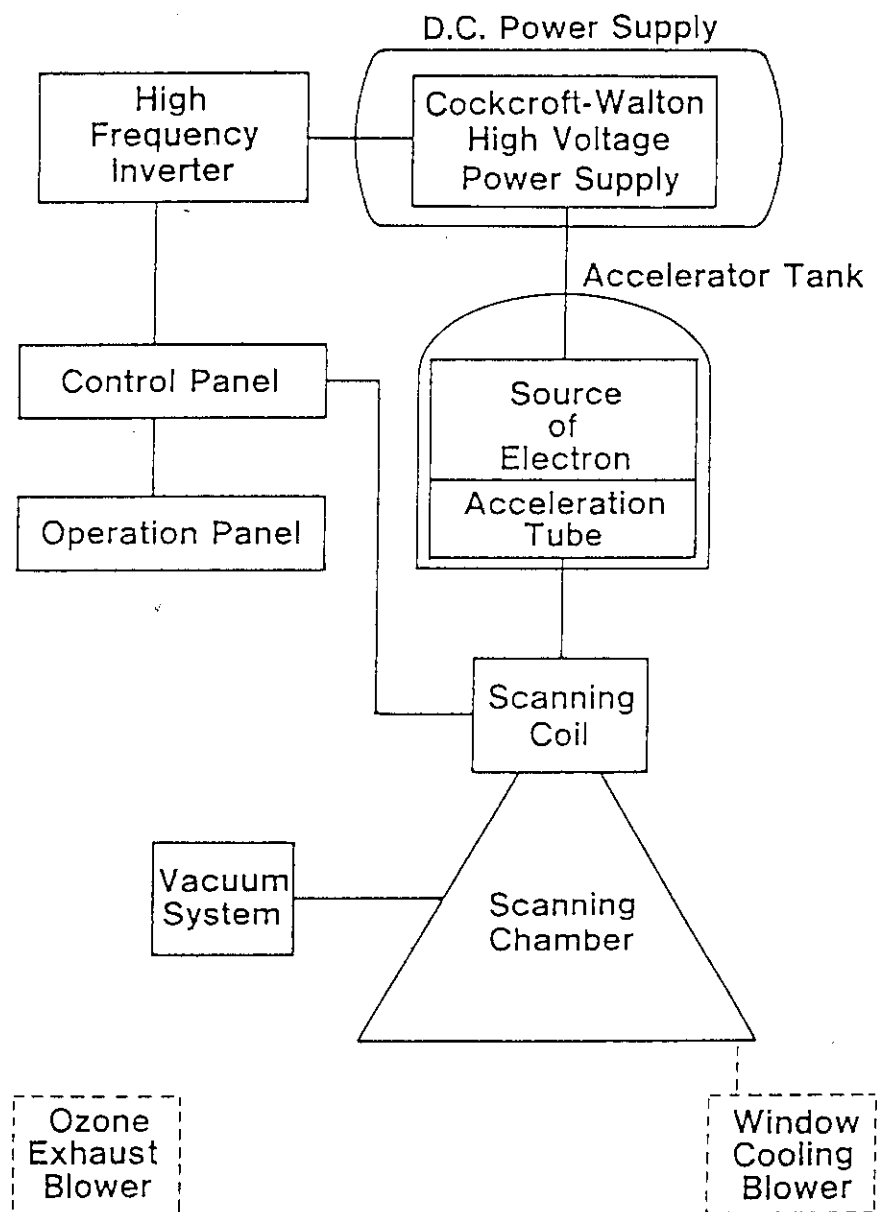 D.C. Power Supply
High
Frequency
Inverter
Cockcroft-Walton
High Voltage
Power Supply
Accelerator Tank
Control Panel
Source
of
Electron
Acceleration
Tube
Operation Panel
Scanning
Coil
Vacuum
System
Scanning
Chamber
Ozone
Exhaust
Blower
Window
Cooling
Blower